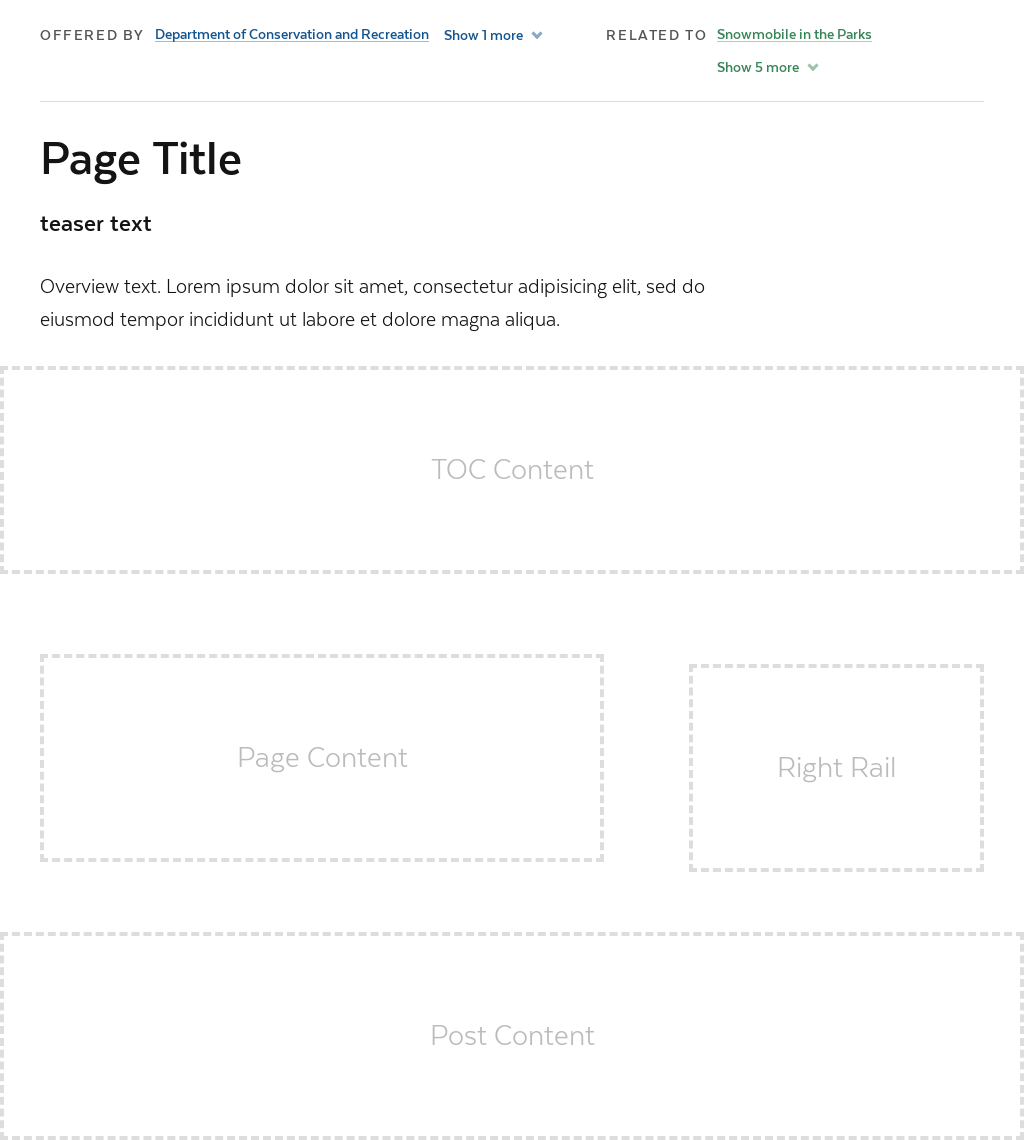 OFFERED BY Department of Conservation and Recreation Show 1 more RELATED TO Snowmobile in the Parks
Show 5 more
Page Title
teaser text
Overview text. Lorem ipsum dolor sit amet, consectetur adipisicing elit, sed do
eiusmod tempor incididunt ut labore et dolore magna aliqua.
TOC Content
Page Content
Right Rail
Post Content